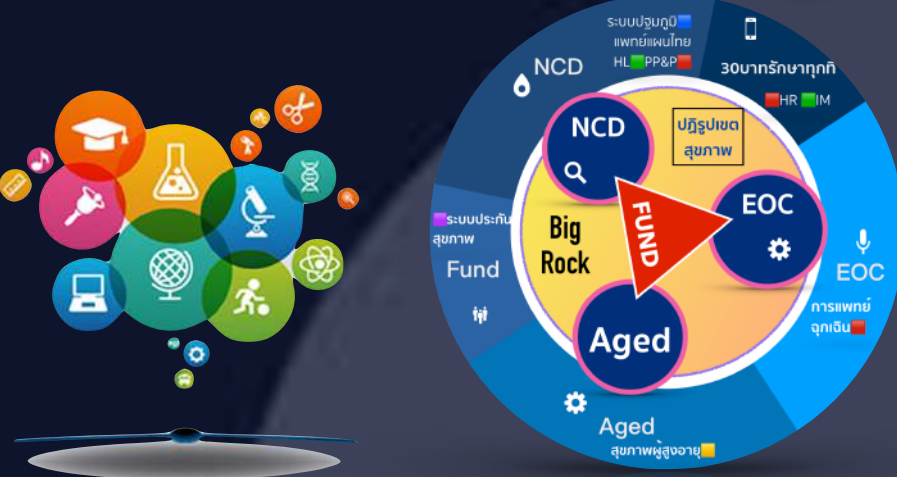 ระบบปฐมภูมิ
แพทย์แผนไทย
HL PP&P
NCD
30บาทรักษาทุกที่
HR IM
NCD
ปฏิรูปเขต
สุขภาพ
ระบบประกัน
สุขภาพ
Fund
Big
Rock
FUND
EOC
EOC
การแพทย์
ฉุกเฉิน
Aged
Aged
สุขภาพผู้สูงอายุ